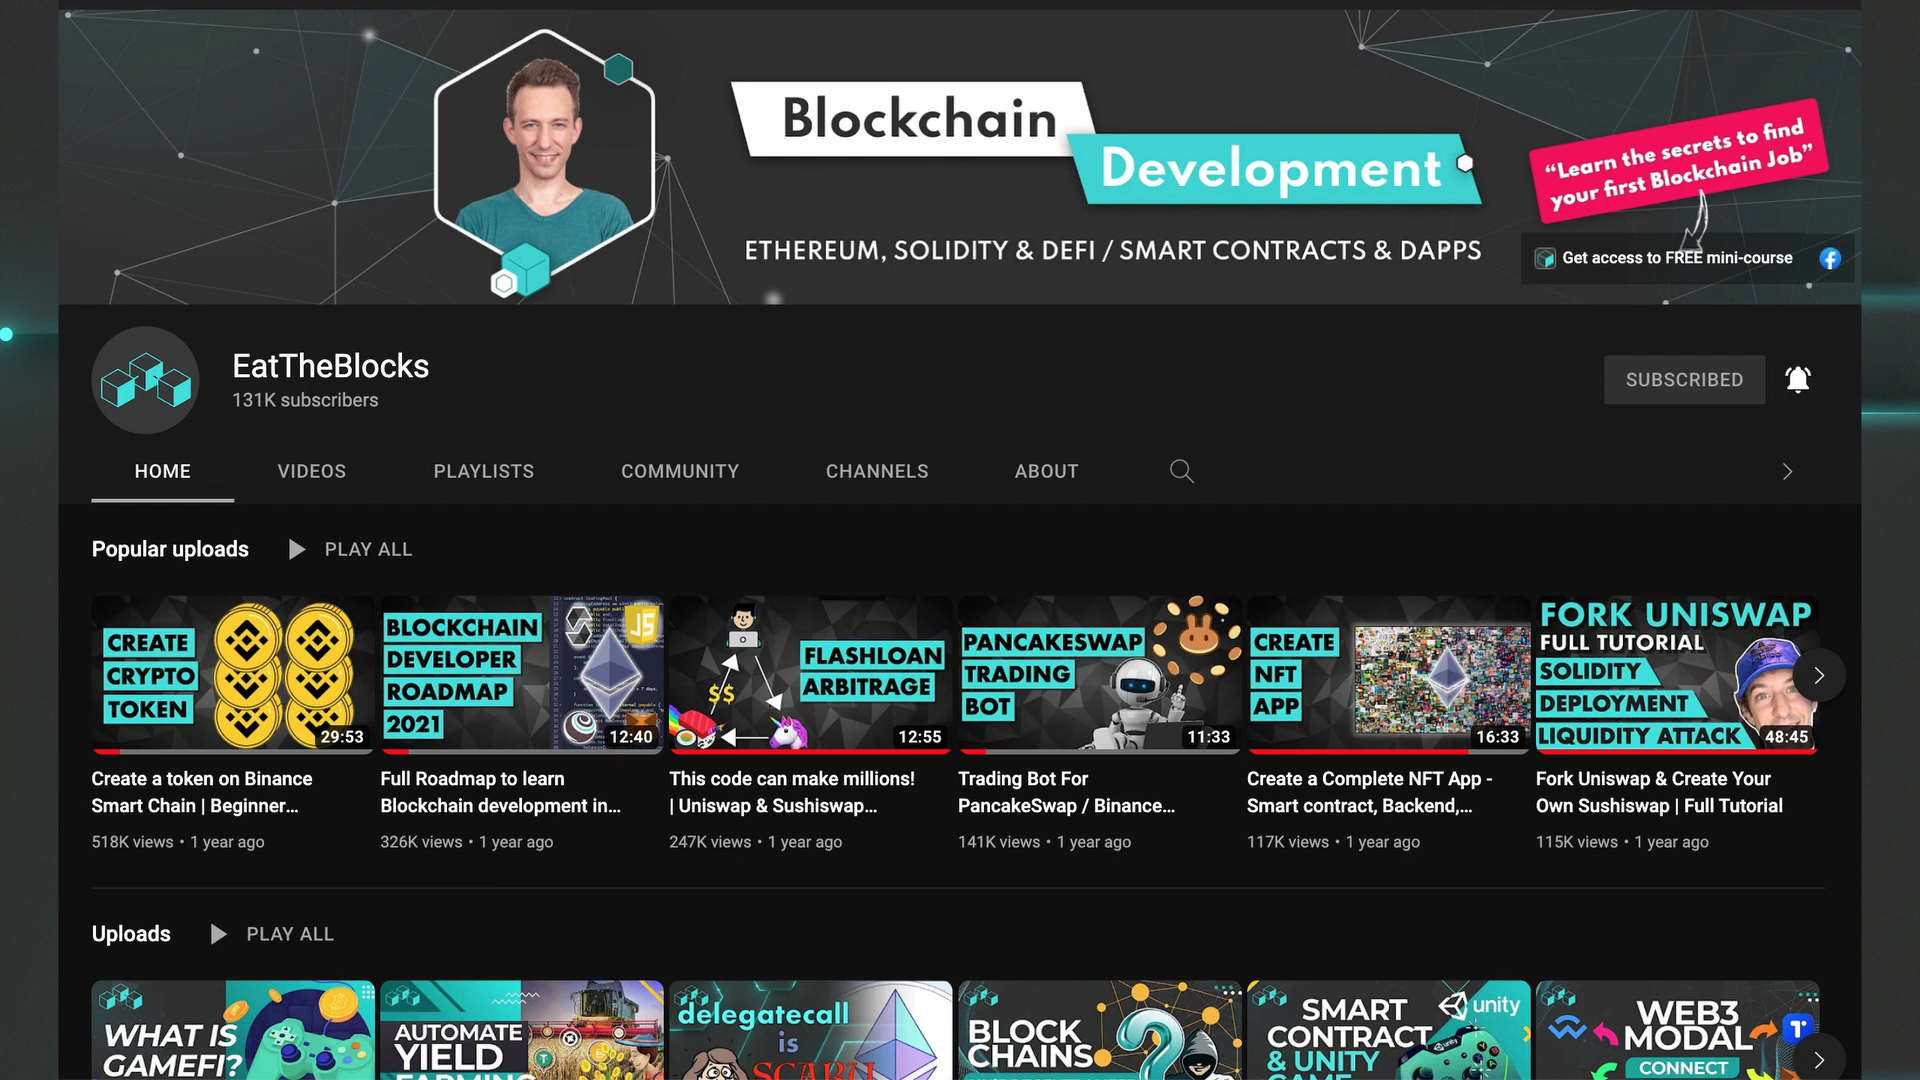 Blockchain
Development
ETHEREUM, SOLIDITY & DEFI / SMART CONTRACTS & DAPPS
“Learn the secrets to find
your first Blockchain Job”
Get access to FREE mini-course
EatTheBlocks
131K subscribers
SUBSCRIBED
HOME VIDEOS PLAYLISTS COMMUNITY CHANNELS ABOUT
Popular uploads PLAY ALL
CREATE
CRYPTO
TOKEN
29:53
BLOCKCHAIN
DEVELOPER
ROADMAP
2021
JS
12:40
$$
FLASHLOAN
ARBITRAGE
12:55
PANCAKESWAP
TRADING
BOT
11:33
CREATE
NFT
APP
16:33
FORK UNISWAP
FULL TUTORIAL
SOLIDITY
DEPLOYMENT
LIQUIDITY ATTACK
48:45
Create a token on Binance
Smart Chain | Beginner...
518K views • 1 year ago
Full Roadmap to learn
Blockchain development in...
326K views • 1 year ago
This code can make millions!
| Uniswap & Sushiswap...
247K views • 1 year ago
Trading Bot For
PancakeSwap / Binance...
141K views • 1 year ago
Create a Complete NFT App -
Smart contract, Backend,...
117K views • 1 year ago
Fork Uniswap & Create Your
Own Sushiswap | Full Tutorial
115K views • 1 year ago
Uploads PLAY ALL
WHAT IS
GAMEFI?
AUTOMATE
YIELD
FARMING
delegatecall
is
SCARY
BLOCK
CHAINS
SMART
CONTRACT
& UNITY
GAME
unity
WEB3
MODAL
CONNECT